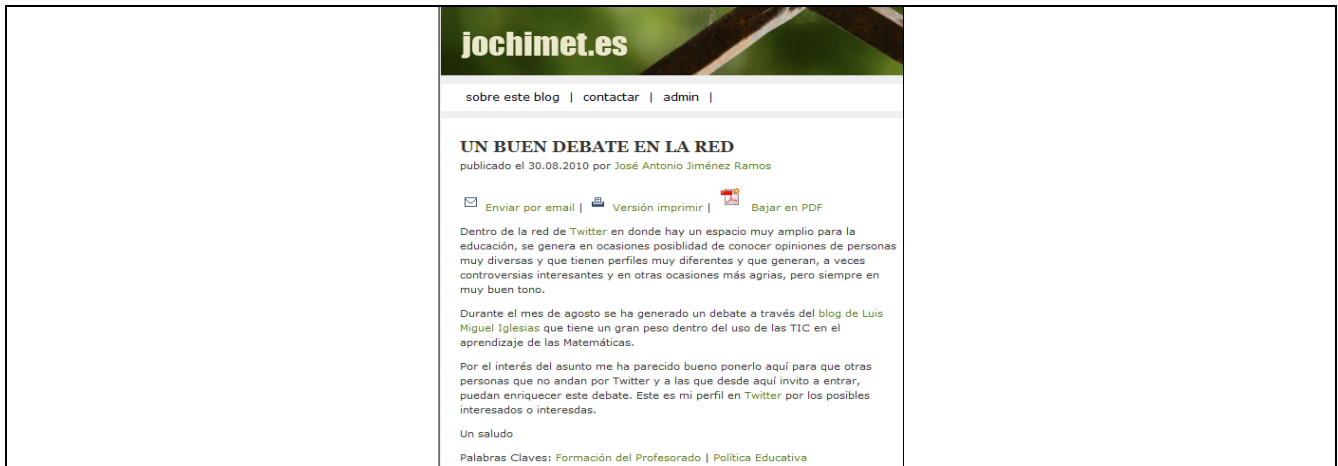 jochimet.es
sobre este blog | contactar | admin |
UN BUEN DEBATE EN LA RED
publicado el 30.08.2010 por José Antonio Jiménez Ramos
Enviar por email | Versión imprimir | Bajar en PDF
Dentro de la red de Twitter en donde hay un espacio muy amplio para la
educación, se genera en ocasiones posiblidad de conocer opiniones de personas
muy diversas y que tienen perfiles muy diferentes y que generan, a veces
controversias interesantes y en otras ocasiones más agrias, pero siempre en
muy buen tono.
Durante el mes de agosto se ha generado un debate a través del blog de Luis
Miguel Iglesias que tiene un gran peso dentro del uso de las TIC en el
aprendizaje de las Matemáticas.
Por el interés del asunto me ha parecido bueno ponerlo aquí para que otras
personas que no andan por Twitter y a las que desde aquí invito a entrar,
puedan enriquecer este debate. Este es mi perfil en Twitter por los posibles
interesados o interesdas.
Un saludo
Palabras Claves: Formación del Profesorado | Política Educativa